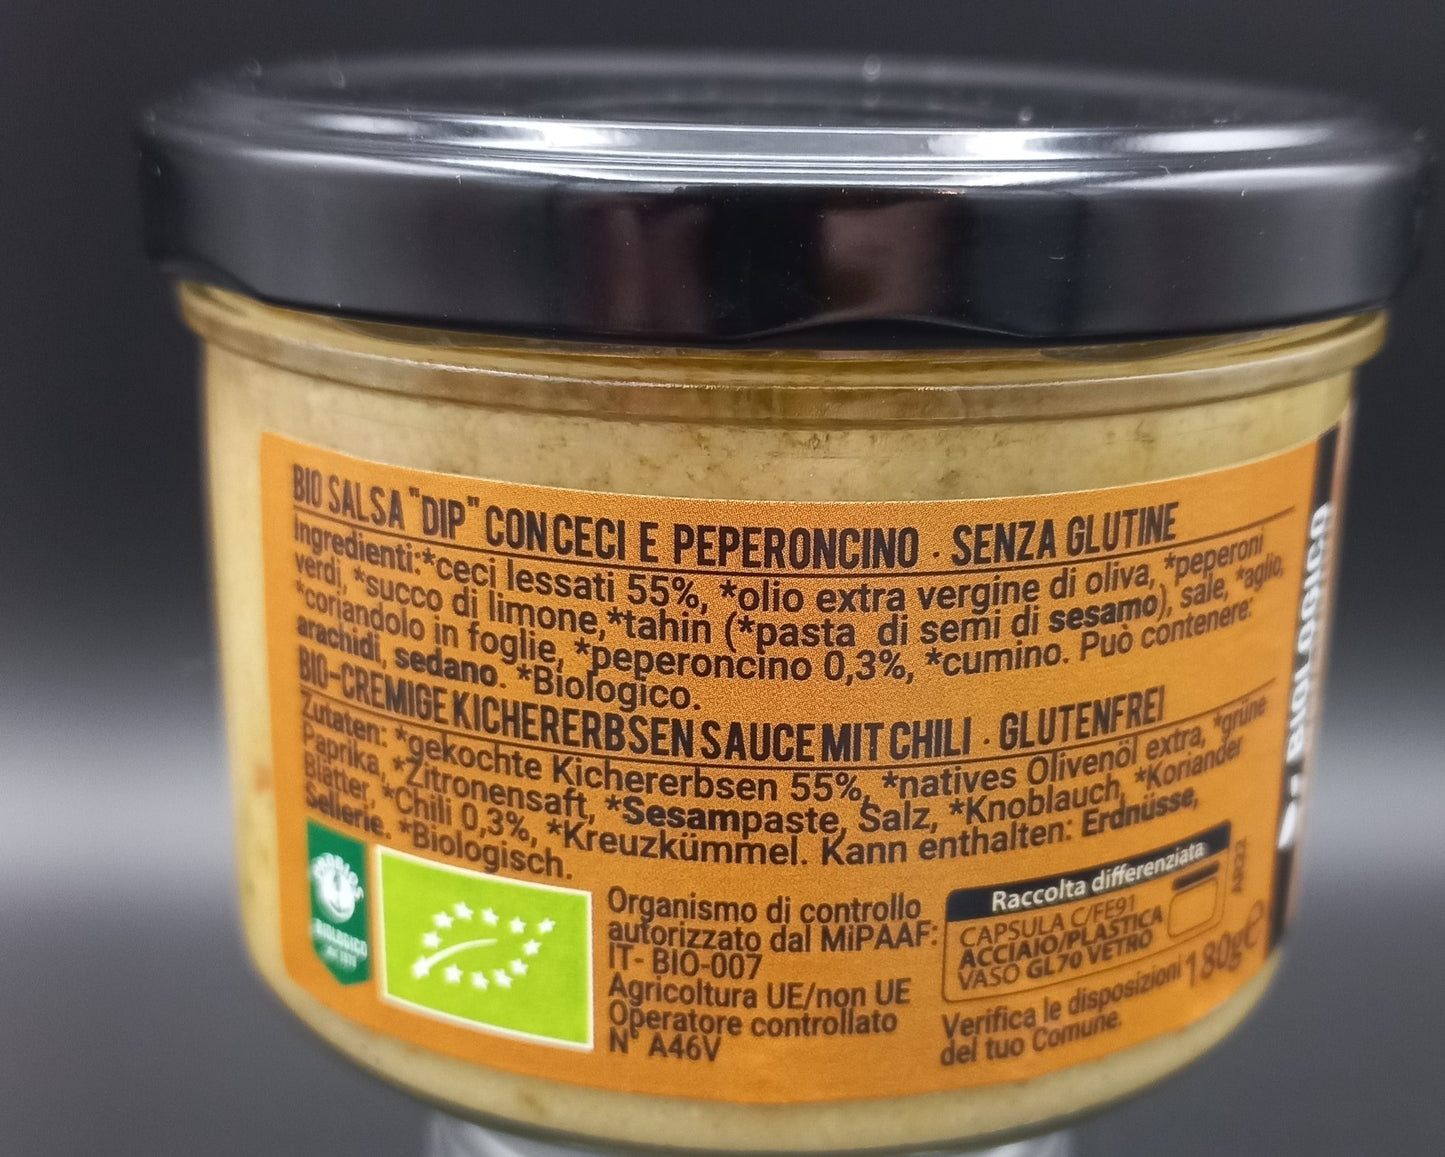 BIO SALSA "DIP" CON CECI E PEPERONCINO · SENZA GLUTINE
Ingredienti:*ceci lessati 55%, *olio extra vergine di oliva, *peperoni
verdi, *succo di limone,*tahin (*pasta di semi di sesamo), sale, *aglio,
*coriandolo in foglie, *peperoncino 0,3%, *cumino. Può contenere:
arachidi, sedano. *Biologico.
BIO-CREMIGE KICHERERBSEN SAUCE MIT CHILI · GLUTENFREI
Zutaten: *gekochte Kichererbsen 55%, *natives Olivenöl extra, *grüne
Paprika, *Zitronensaft, *Sesampaste, Salz, *Knoblauch, *Koriander
Blätter, *Chili 0,3%, *Kreuzkümmel. Kann enthalten: Erdnüsse,
Sellerie. *Biologisch.
BIOLOGICO
Organismo di controllo
autorizzato dal MiPAAF:
IT- BIO-007
Agricoltura UE/non UE
Operatore controllato
N° A46V
Raccolta differenziata
CAPSULA C/FE91
ACCIAIO/PLASTICA
VASO GL70 VETRO
Verifica le disposizioni
del tuo Comune.
180g e
AR22
BIOLOGICO